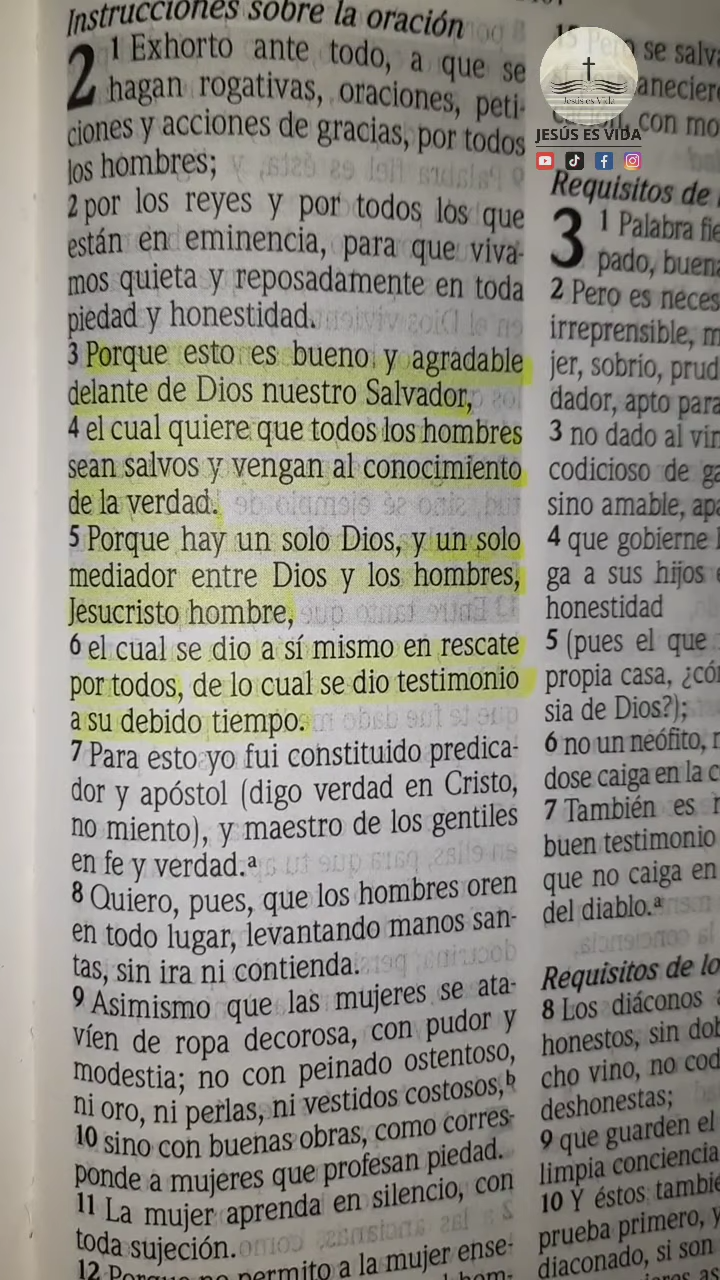 Instrucciones sobre la oración
2 1 Exhorto ante todo, a que se
hagan rogativas, oraciones, peti-
ciones y acciones de gracias, por todos
los hombres;
2 por los reyes y por todos los que
están en eminencia, para que viva-
mos quieta y reposadamente en toda
piedad y honestidad.
3 Porque esto es bueno y agradable
delante de Dios nuestro Salvador,
4 el cual quiere que todos los hombres
sean salvos y vengan al conocimiento
de la verdad.
5 Porque hay un solo Dios, y un solo
mediador entre Dios y los hombres,
Jesucristo hombre,
6 el cual se dio a sí mismo en rescate
por todos, de lo cual se dio testimonio
a su debido tiempo.
7 Para esto yo fui constituido predica-
dor y apóstol (digo verdad en Cristo,
no miento), y maestro de los gentiles
en fe y verdad.a
8 Quiero, pues, que los hombres oren
en todo lugar, levantando manos san-
tas, sin ira ni contienda.
9 Asimismo que las mujeres se ata-
víen de ropa decorosa, con pudor y
modestia; no con peinado ostentoso,
ni oro, ni perlas, ni vestidos costosos,b
10 sino con buenas obras, como corres-
ponde a mujeres que profesan piedad.
11 La mujer aprenda en silencio, con
toda sujeción.
12 permito a la mujer ense-
15 Pero se salv
con mo
Jesús es Vida
JESÚS ES VIDA
Requisitos de
3 1 Palabra fie
pado, buena
2 Pero es neces
irreprensible, m
jer, sobrio, prud
dador, apto para
3 no dado al vin
codicioso de ga
sino amable, apa
4 que gobierne
ga a sus hijos
honestidad
5 (pues el que
propia casa, ¿có
sia de Dios?);
6 no un neófito,
dose caiga en la c
7 También es
buen testimonio
que no caiga en
del diablo.a
Requisitos de lo
8 Los diáconos
honestos, sin dob
cho vino, no cod
deshonestas;
9 que guarden el
limpia conciencia
10 Y éstos tambié
prueba primero, y
diaconado, si son